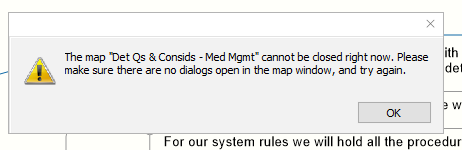 The map "Det Qs & Consids - Med Mgmt" cannot be closed right now. Please
make sure there are no dialogs open in the map window, and try again.
OK
with
det
e w
For our system rules we will hold all the procedur